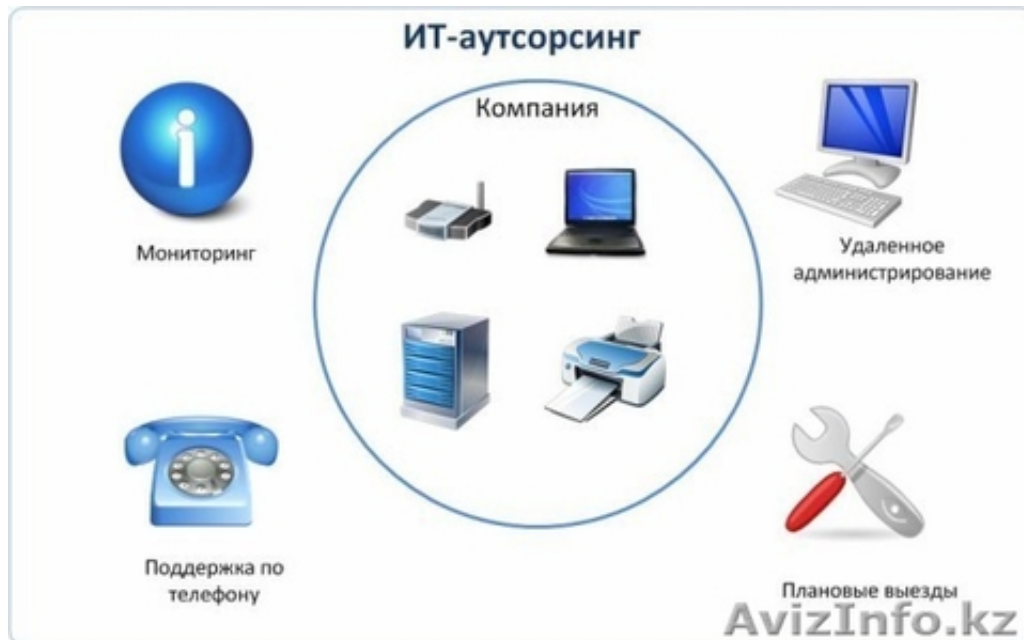 ИТ-аутсорсинг
Компания
Мониторинг
Удаленное
администрирование
Поддержка по
телефону
Плановые выезды
AvizInfo.kz